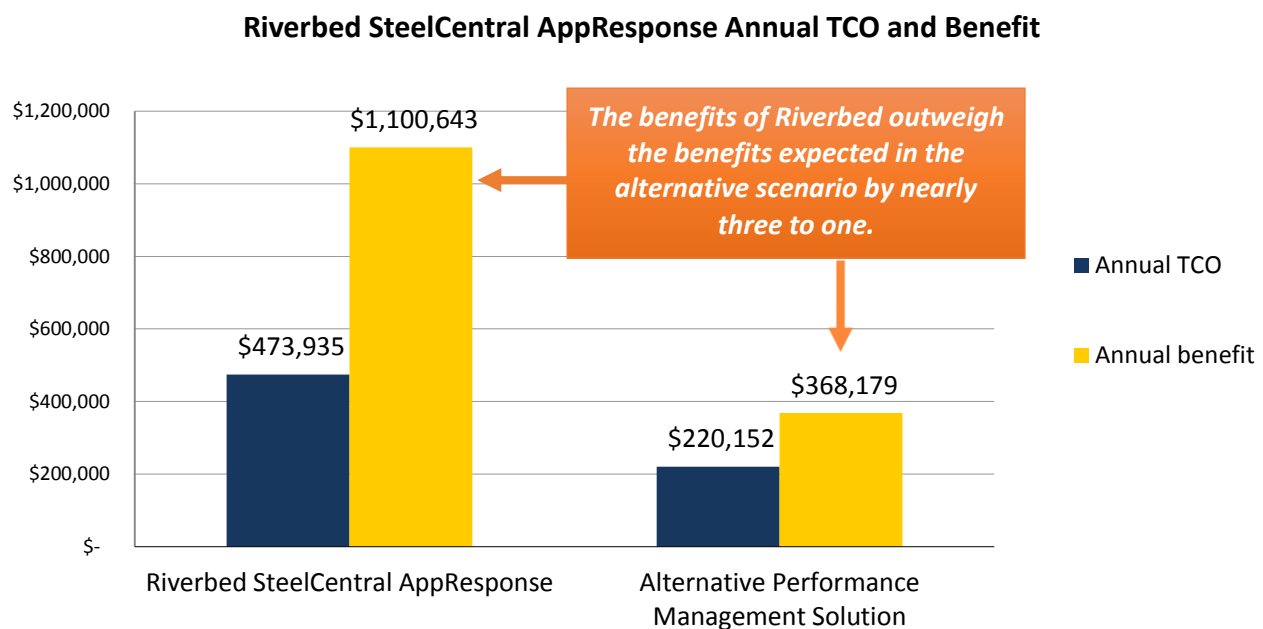 Riverbed SteelCentral AppResponse Annual TCO and Benefit
$1,200,000
$1,000,000
$800,000
$600,000
$400,000
$200,000
$-
$473,935
$1,100,643
$220,152
$368,179
The benefits of Riverbed outweigh
the benefits expected in the
alternative scenario by nearly
three to one.
Annual TCO
Annual benefit
Riverbed SteelCentral AppResponse
Alternative Performance
Management Solution